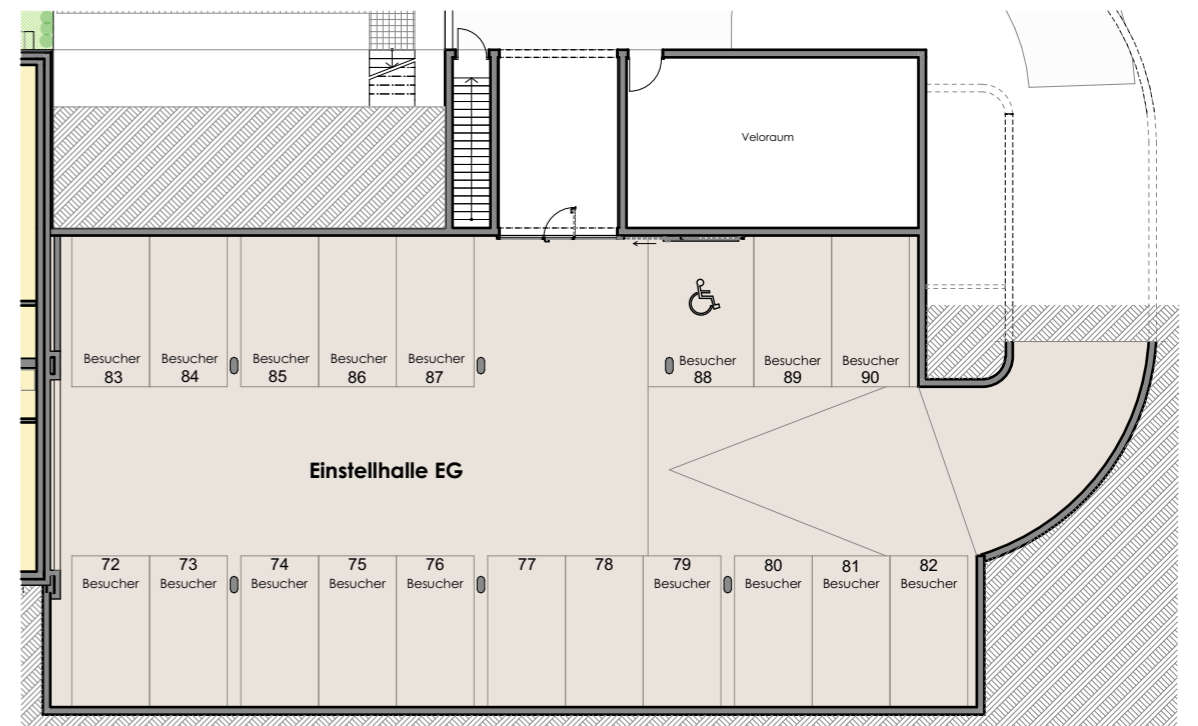 Veloraum
Besucher Besucher Besucher Besucher Besucher Besucher Besucher Besucher
83 84 85 86 87 88 89 90
Einstellhalle EG
72 73 74 75 76 77 78 79 80 81 82
Besucher Besucher Besucher Besucher Besucher Besucher Besucher Besucher Besucher